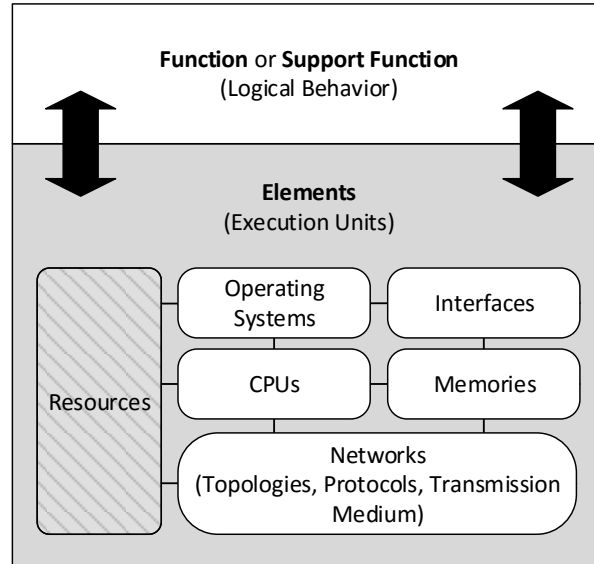 Function or Support Function
(Logical Behavior)
Elements
(Execution Units)
Resources
Operating
Systems
Interfaces
CPUs
Memories
Networks
(Topologies, Protocols, Transmission
Medium)